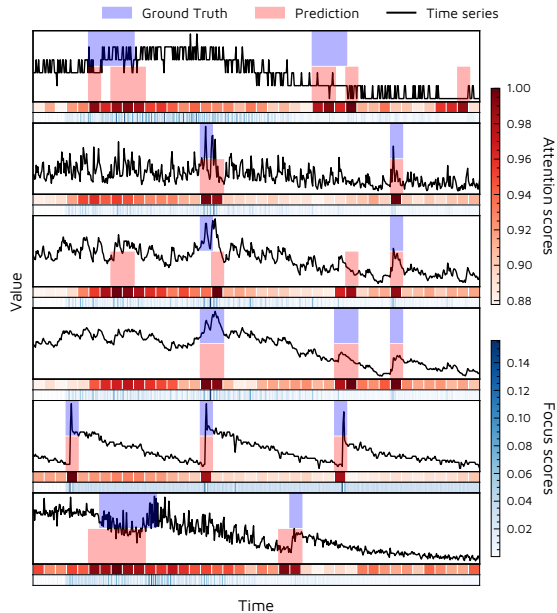 Ground Truth
Prediction
Time series
Value
Time
1.00
0.98
0.96
0.94
0.92
0.90
0.88
Attention scores
0.14
0.12
0.10
0.08
0.06
0.04
0.02
Focus scores